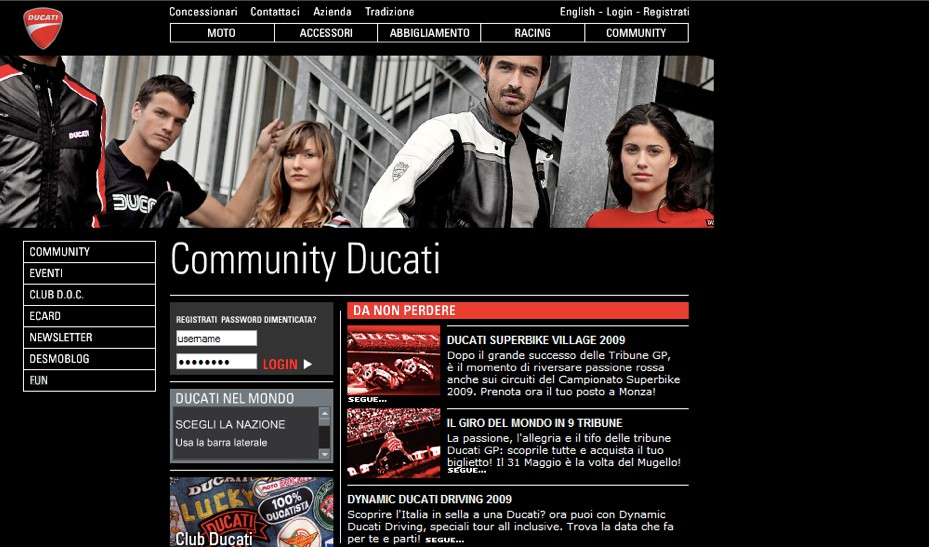 DUCATI
Concessionari Contattaci Azienda Tradizione
English - Login - Registrati
MOTO ACCESSORI ABBIGLIAMENTO RACING COMMUNITY
DUCATI
COMMUNITY
EVENTI
CLUB D.O.C.
ECARD
NEWSLETTER
DESMOBLOG
FUN
Community Ducati
REGISTRATI PASSWORD DIMENTICATA?
username
LOGIN
DUCATI NEL MONDO
SCEGLI LA NAZIONE
Usa la barra laterale
DUCATI
LUCKY
DUCATI
100%
DUCATISTA
Club Ducati
DA NON PERDERE
SEGUE...
DUCATI SUPERBIKE VILLAGE 2009
Dopo il grande successo delle Tribune GP,
è il momento di riversare passione rossa
anche sui circuiti del Campionato Superbike
2009. Prenota ora il tuo posto a Monza!
IL GIRO DEL MONDO IN 9 TRIBUNE
La passione, l'allegria e il tifo delle tribune
Ducati GP: scoprile tutte e acquista il tuo
biglietto! Il 31 Maggio è la volta del Mugello!
SEGUE...
DYNAMIC DUCATI DRIVING 2009
Scoprire l'Italia in sella a una Ducati? ora puoi con Dynamic
Ducati Driving, speciali tour all inclusive. Trova la data che fa
per te e parti! SEGUE...